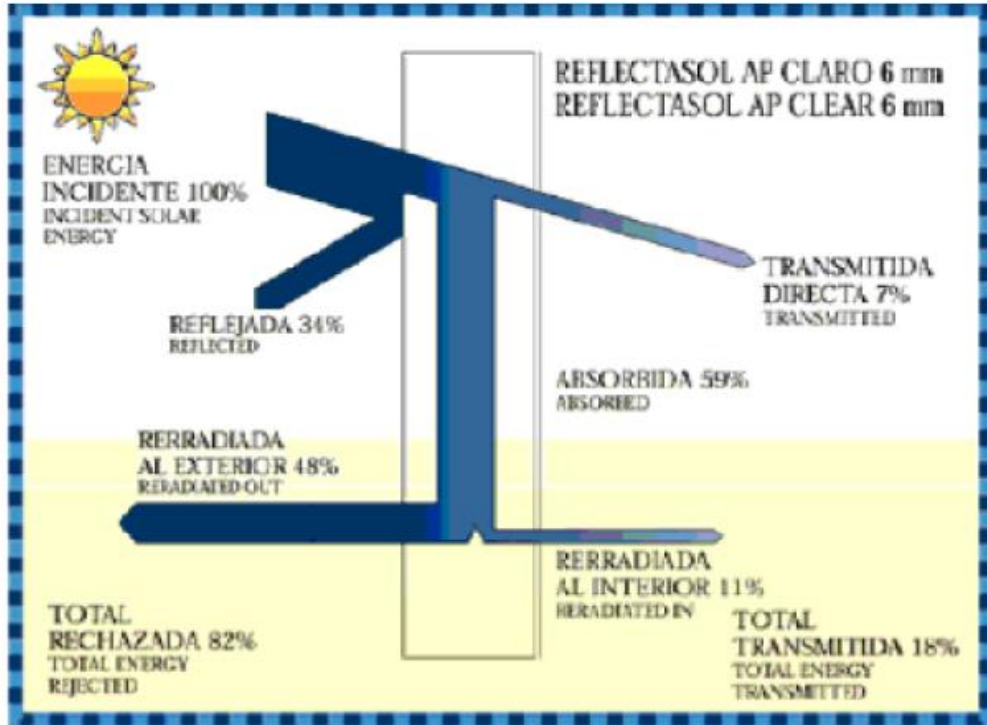 REFLECTASOL AP CLARO 6 mm
REFLECTASOL AP CLEAR 6 mm
ENERGIA
INCIDENTE 100%
INCIDENT SOLAR
ENERGY
REFLEJADA 34%
REFLECTED
TRANSMITIDA
DIRECTA 7%
TRANSMITTED
ABSORBIDA 59%
ABSORBED
RERRADIADA
AL EXTERIOR 48%
RERADIATED OUT
RERRADIADA
AL INTERIOR 11%
RERADIATED IN
TOTAL
RECHAZADA 82%
TOTAL ENERGY
REJECTED
TOTAL
TRANSMITIDA 18%
TOTAL ENERGY
TRANSMITTED